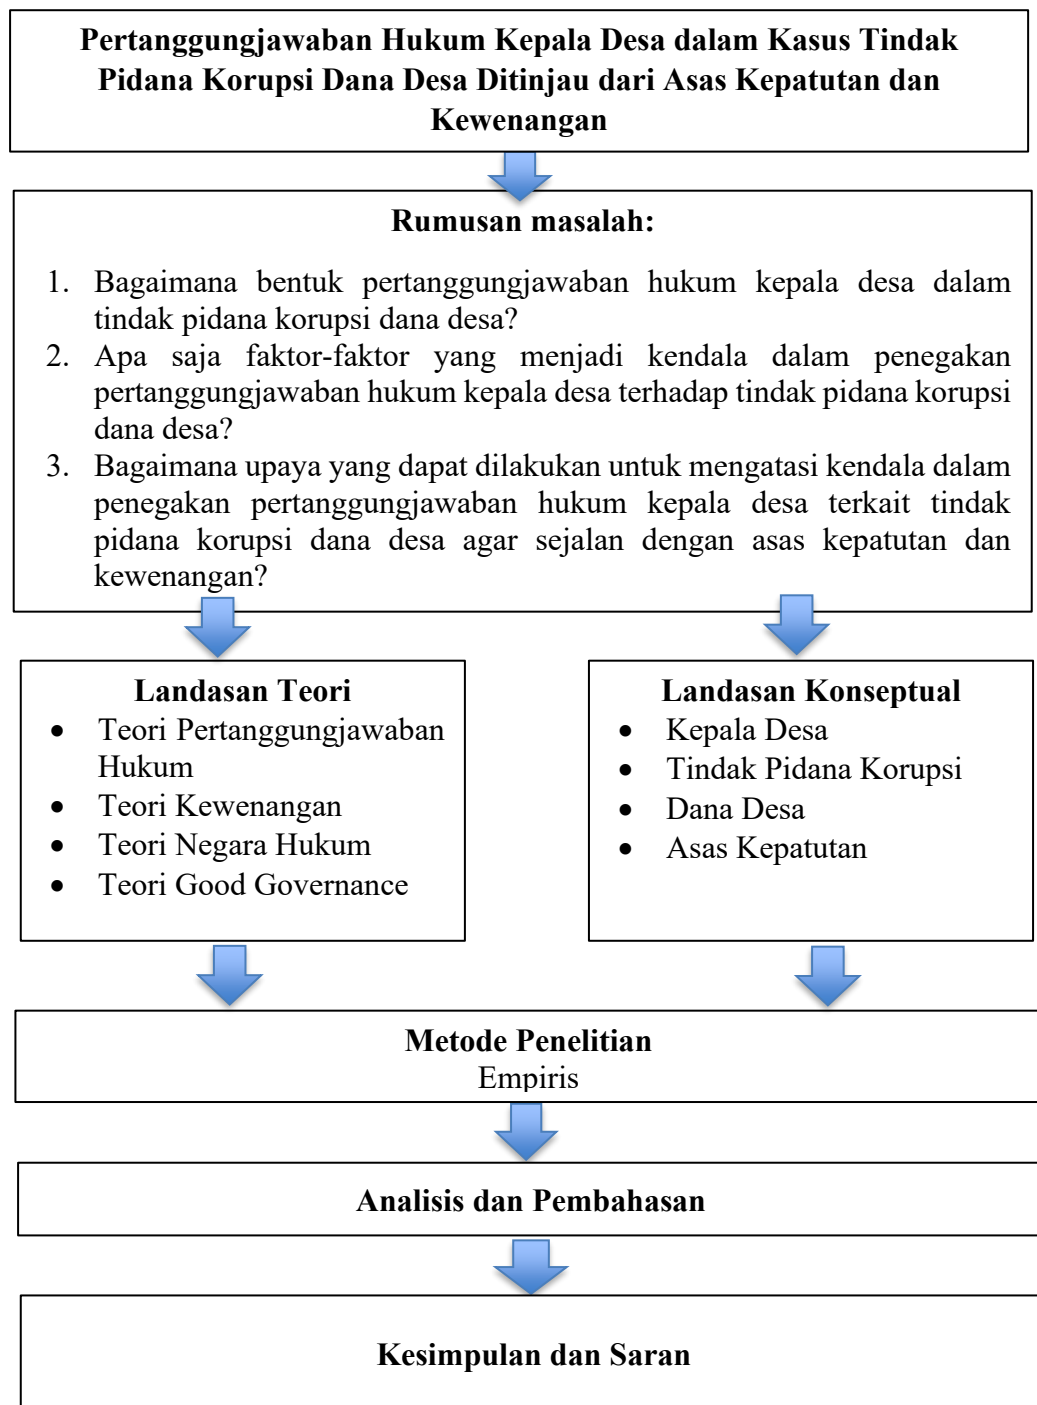 Pertanggungjawaban Hukum Kepala Desa dalam Kasus Tindak
Pidana Korupsi Dana Desa Ditinjau dari Asas Kepatutan dan
Kewenangan
Rumusan masalah:
1. Bagaimana bentuk pertanggungjawaban hukum kepala desa dalam
tindak pidana korupsi dana desa?
2. Apa saja faktor-faktor yang menjadi kendala dalam penegakan
pertanggungjawaban hukum kepala desa terhadap tindak pidana korupsi
dana desa?
3. Bagaimana upaya yang dapat dilakukan untuk mengatasi kendala dalam
penegakan pertanggungjawaban hukum kepala desa terkait tindak
pidana korupsi dana desa agar sejalan dengan asas kepatutan dan
kewenangan?
Landasan Teori
• Teori Pertanggungjawaban
Hukum
• Teori Kewenangan
• Teori Negara Hukum
• Teori Good Governance
Landasan Konseptual
• Kepala Desa
• Tindak Pidana Korupsi
• Dana Desa
• Asas Kepatutan
Metode Penelitian
Empiris
Analisis dan Pembahasan
Kesimpulan dan Saran